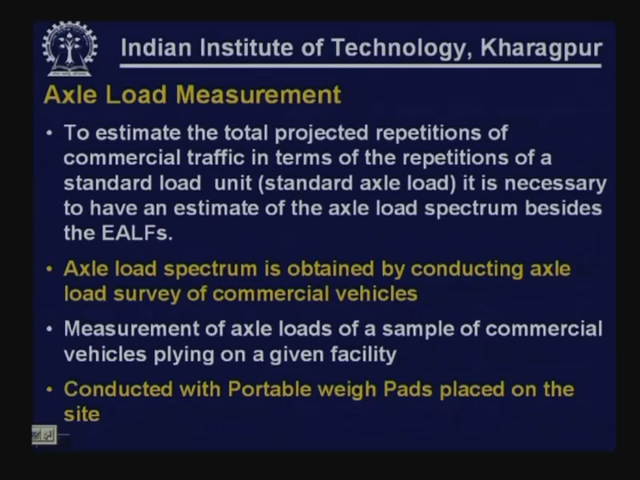 Indian Institute of Technology, Kharagpur
Axle Load Measurement
• To estimate the total projected repetitions of
commercial traffic in terms of the repetitions of a
standard load unit (standard axle load) it is necessary
to have an estimate of the axle load spectrum besides
the EALFs.
• Axle load spectrum is obtained by conducting axle
load survey of commercial vehicles
• Measurement of axle loads of a sample of commercial
vehicles plying on a given facility
• Conducted with Portable weigh Pads placed on the
site